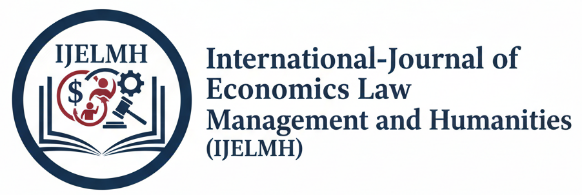 IJELMH
$
International-Journal of
Economics Law
Management and Humanities
(IJELMH)